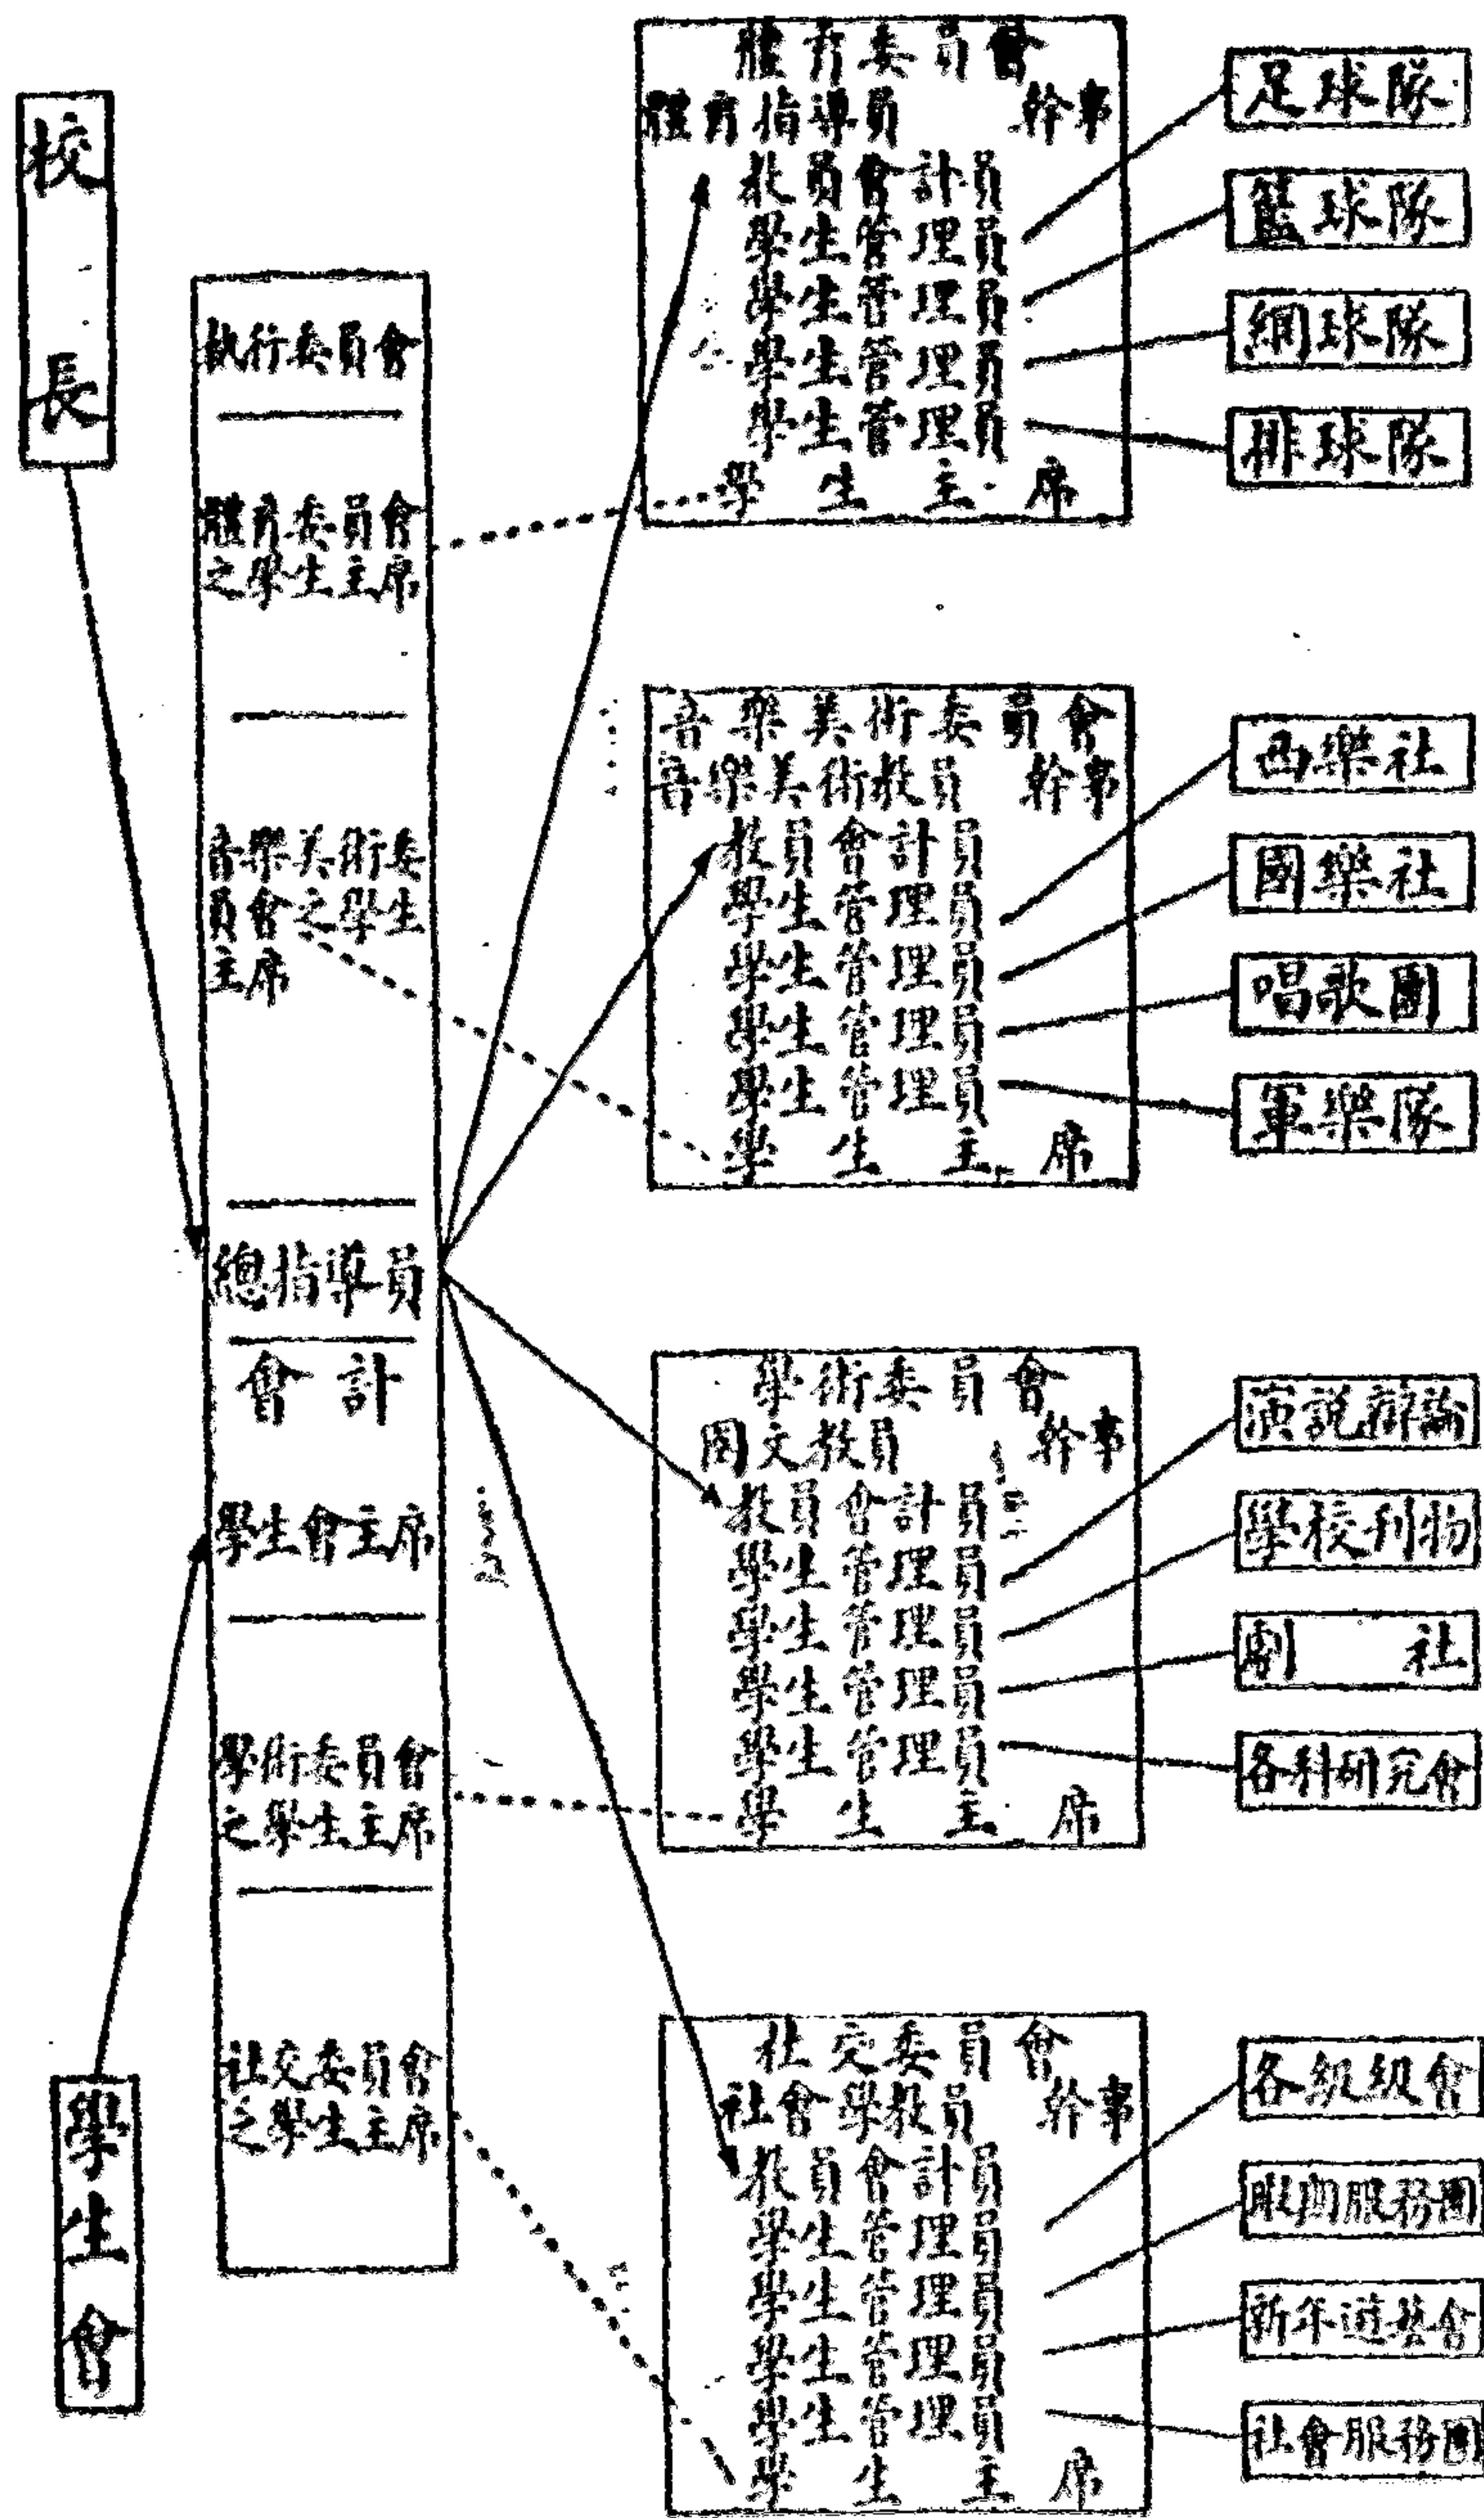 校長
執行委員會
體育委員會
之學生主席
音樂美術委
員會之學生
主席
總指導員
會計
學生會主席
學術委員會
之學生主席
社交委員會
之學生主席
學生會
體育委員會
體育指導員 幹事
教員會計員
學生管理員
學生管理員
學生管理員
學生管理員
學生主席
足球隊
籃球隊
網球隊
排球隊
音樂美術委員會
音樂美術教員 幹事
教員會計員
學生管理員
學生管理員
學生管理員
學生管理員
學生主席
西樂社
國樂社
唱歌團
軍樂隊
學術委員會
國文教員 幹事
教員會計員
學生管理員
學生管理員
學生管理員
學生管理員
學生主席
演説辯論
學校刊物
劇社
各科研究會
社交委員會
社會學教員 幹事
教員會計員
學生管理員
學生管理員
學生管理員
學生管理員
學生主席
各級級會
假期服務團
新年遊藝會
社會服務團